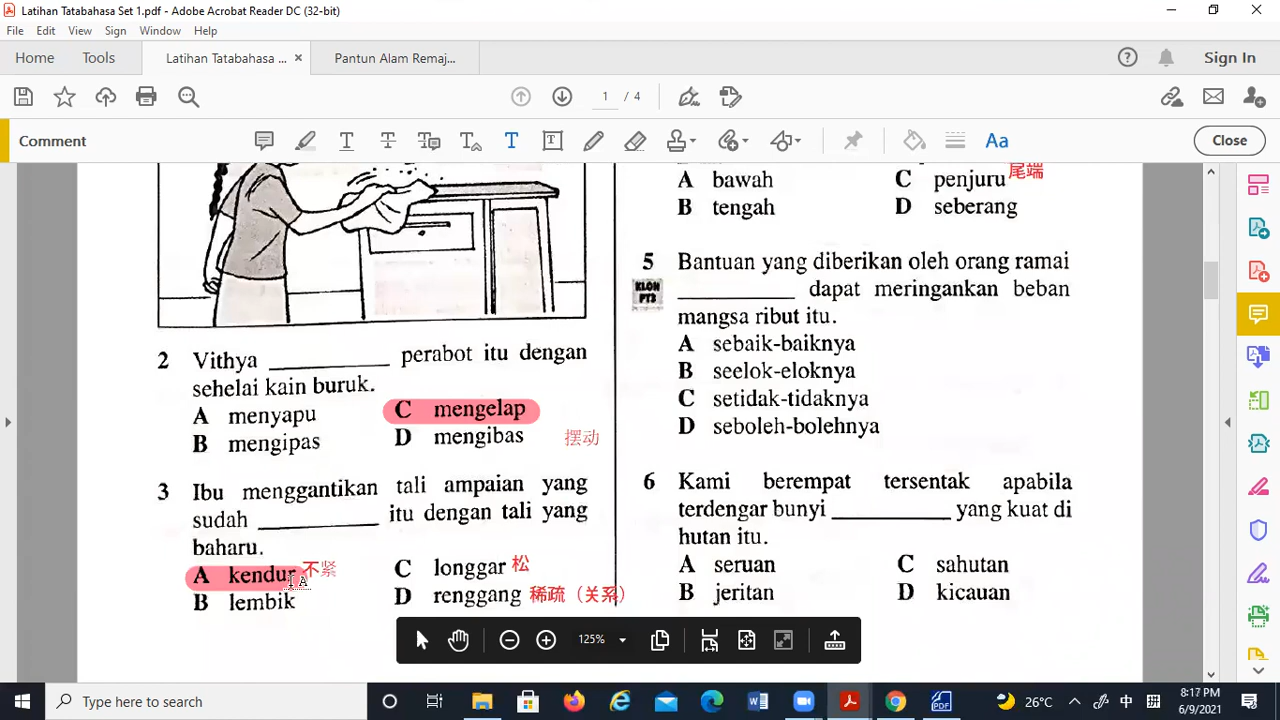 Latihan Tatabahasa Set 1.pdf - Adobe Acrobat Reader DC (32-bit)
File Edit View Sign Window Help
Home Tools Latihan Tatabahasa ... × Pantun Alam Remaj... Sign In
1 / 4
Comment Close
2 Vithya __________ perabot itu dengan
sehelai kain buruk.
A menyapu C mengelap
B mengipas D mengibas 摆动
3 Ibu menggantikan tali ampaian yang
sudah __________ itu dengan tali yang
baharu.
A kendur 不紧 C longgar 松
B lembik D renggang 稀疏（关系）
A bawah C penjuru 尾端
B tengah D seberang
5 Bantuan yang diberikan oleh orang ramai
KLON
PT3
__________ dapat meringankan beban
mangsa ribut itu.
A sebaik-baiknya
B seelok-eloknya
C setidak-tidaknya
D seboleh-bolehnya
6 Kami berempat tersentak apabila
terdengar bunyi __________ yang kuat di
hutan itu.
A seruan C sahutan
B jeritan D kicauan
125%
Type here to search
26°C 中 8:17 PM
6/9/2021